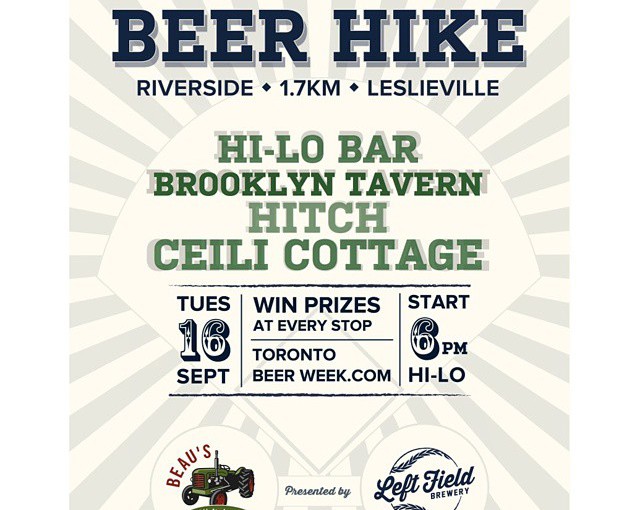 BEER HIKE
RIVERSIDE ◆ 1.7KM ◆ LESLIEVILLE
HI-LO BAR
BROOKLYN TAVERN
HITCH
CEILI COTTAGE
TUES
16
SEPT
WIN PRIZES
AT EVERY STOP
TORONTO
BEER WEEK.COM
START
6PM
HI-LO
BEAU'S
Presented by
Left Field
BREWERY